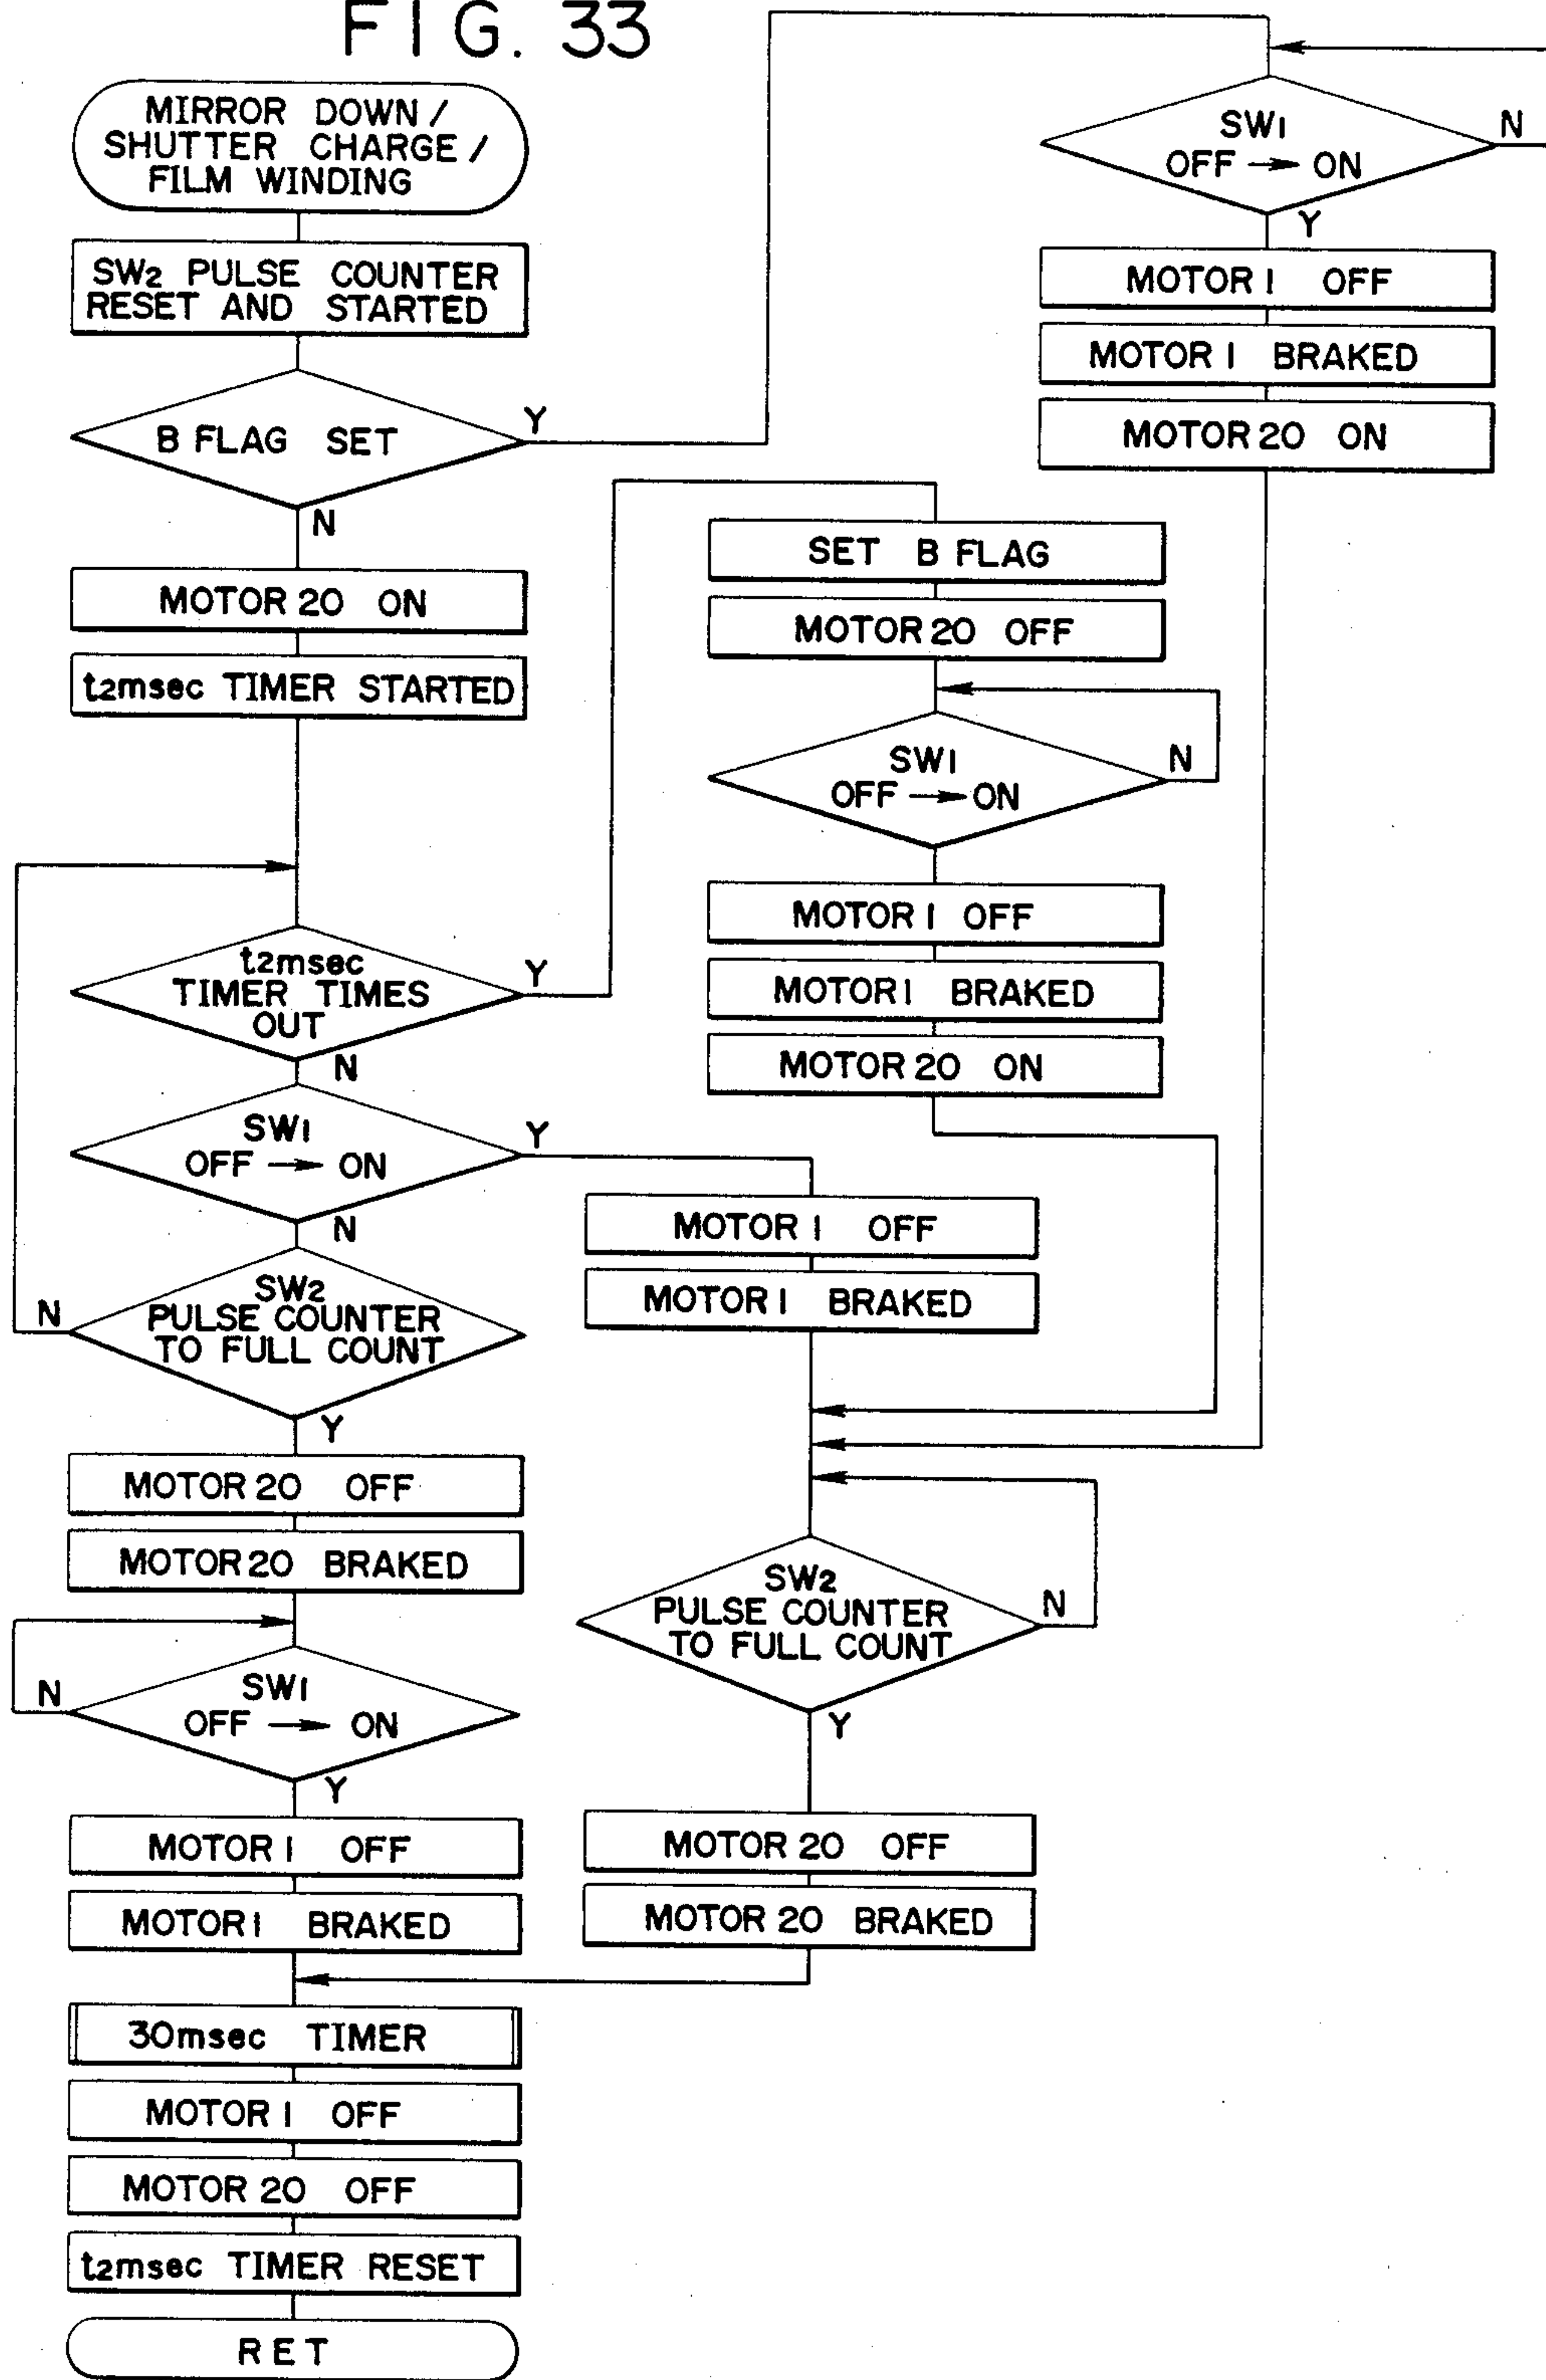 FIG. 33
MIRROR DOWN /
SHUTTER CHARGE /
FILM WINDING
SW2 PULSE COUNTER
RESET AND STARTED
B FLAG SET
Y
N
MOTOR 20 ON
t2msec TIMER STARTED
t2msec
TIMER TIMES
OUT
Y
N
SW1
OFF → ON
Y
N
SW2
PULSE COUNTER
TO FULL COUNT
N
Y
MOTOR 20 OFF
MOTOR 20 BRAKED
SW1
OFF → ON
N
Y
MOTOR 1 OFF
MOTOR 1 BRAKED
30msec TIMER
MOTOR 1 OFF
MOTOR 20 OFF
t2msec TIMER RESET
RET
SET B FLAG
MOTOR 20 OFF
SW1
OFF → ON
N
MOTOR 1 OFF
MOTOR 1 BRAKED
MOTOR 20 ON
MOTOR 1 OFF
MOTOR 1 BRAKED
SW2
PULSE COUNTER
TO FULL COUNT
N
Y
MOTOR 20 OFF
MOTOR 20 BRAKED
SW1
OFF → ON
N
Y
MOTOR 1 OFF
MOTOR 1 BRAKED
MOTOR 20 ON